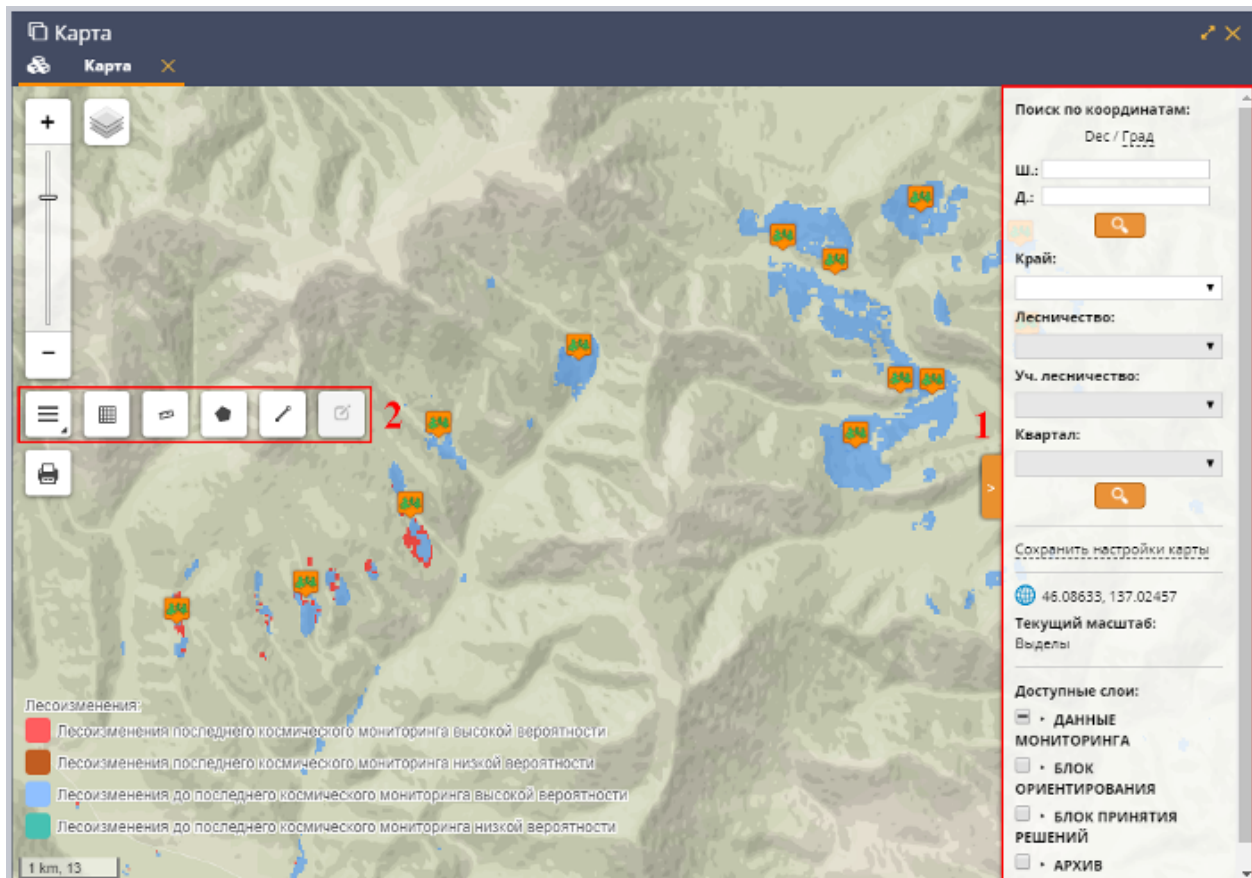 Карта
Карта
+
−
2
1
>
Поиск по координатам:
Dec / Град
Ш.:
Д.:
Край:
Лесничество:
Уч. лесничество:
Квартал:
Сохранить настройки карты
46.08633, 137.02457
Текущий масштаб:
Выделы
Доступные слои:
ДАННЫЕ
МОНИТОРИНГА
БЛОК
ОРИЕНТИРОВАНИЯ
БЛОК ПРИНЯТИЯ
РЕШЕНИЙ
АРХИВ
Лесоизменения:
Лесоизменения последнего космического мониторинга высокой вероятности
Лесоизменения последнего космического мониторинга низкой вероятности
Лесоизменения до последнего космического мониторинга высокой вероятности
Лесоизменения до последнего космического мониторинга низкой вероятности
1 km, 13